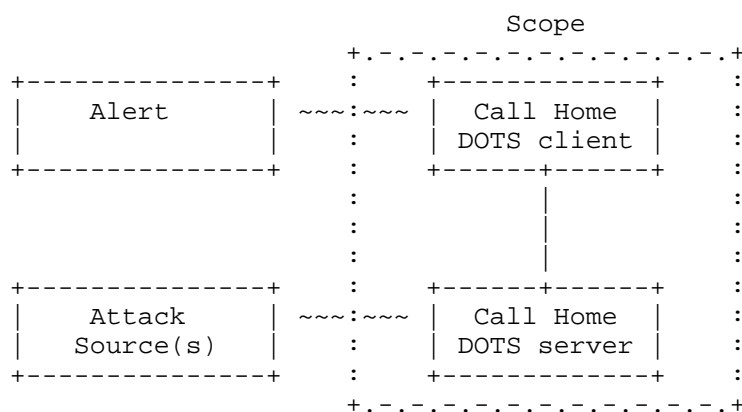 Scope
Alert
Call Home
DOTS client
Attack
Source(s)
Call Home
DOTS server